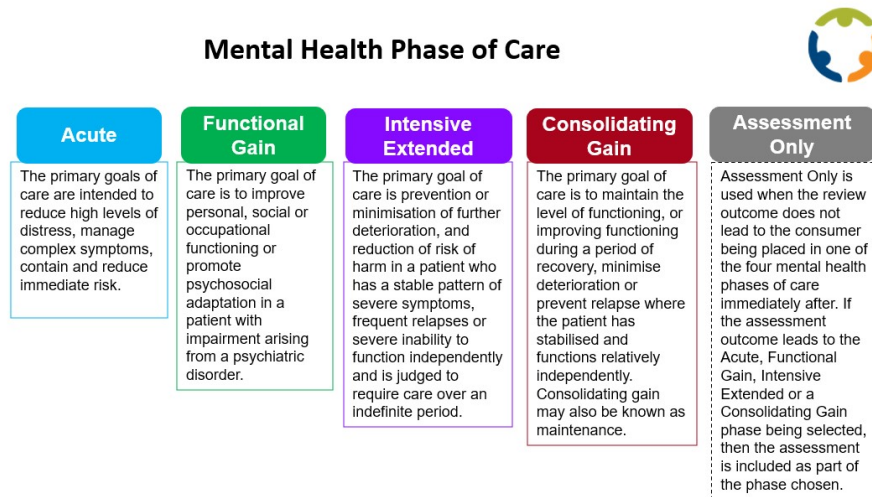 Mental Health Phase of Care
Acute
The primary goals of
care are intended to
reduce high levels of
distress, manage
complex symptoms,
contain and reduce
immediate risk.
Functional
Gain
The primary goal of
care is to improve
personal, social or
occupational
functioning or
promote
psychosocial
adaptation in a
patient with
impairment arising
from a psychiatric
disorder.
Intensive
Extended
The primary goal of
care is prevention or
minimisation of further
deterioration, and
reduction of risk of
harm in a patient who
has a stable pattern of
severe symptoms,
frequent relapses or
severe inability to
function independently
and is judged to
require care over an
indefinite period.
Consolidating
Gain
The primary goal of
care is to maintain the
level of functioning, or
improving functioning
during a period of
recovery, minimise
deterioration or
prevent relapse where
the patient has
stabilised and
functions relatively
independently.
Consolidating gain
may also be known as
maintenance.
Assessment
Only
Assessment Only is
used when the review
outcome does not
lead to the consumer
being placed in one of
the four mental health
phases of care
immediately after. If
the assessment
outcome leads to the
Acute, Functional
Gain, Intensive
Extended or a
Consolidating Gain
phase being selected,
then the assessment
is included as part of
the phase chosen.